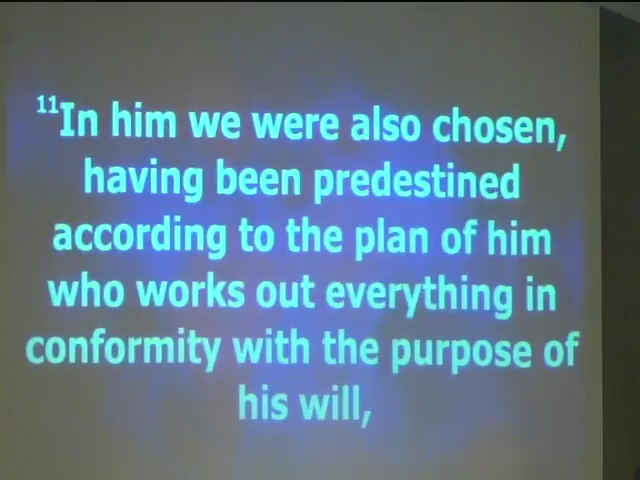 ¹¹In him we were also chosen,
having been predestined
according to the plan of him
who works out everything in
conformity with the purpose of
his will,